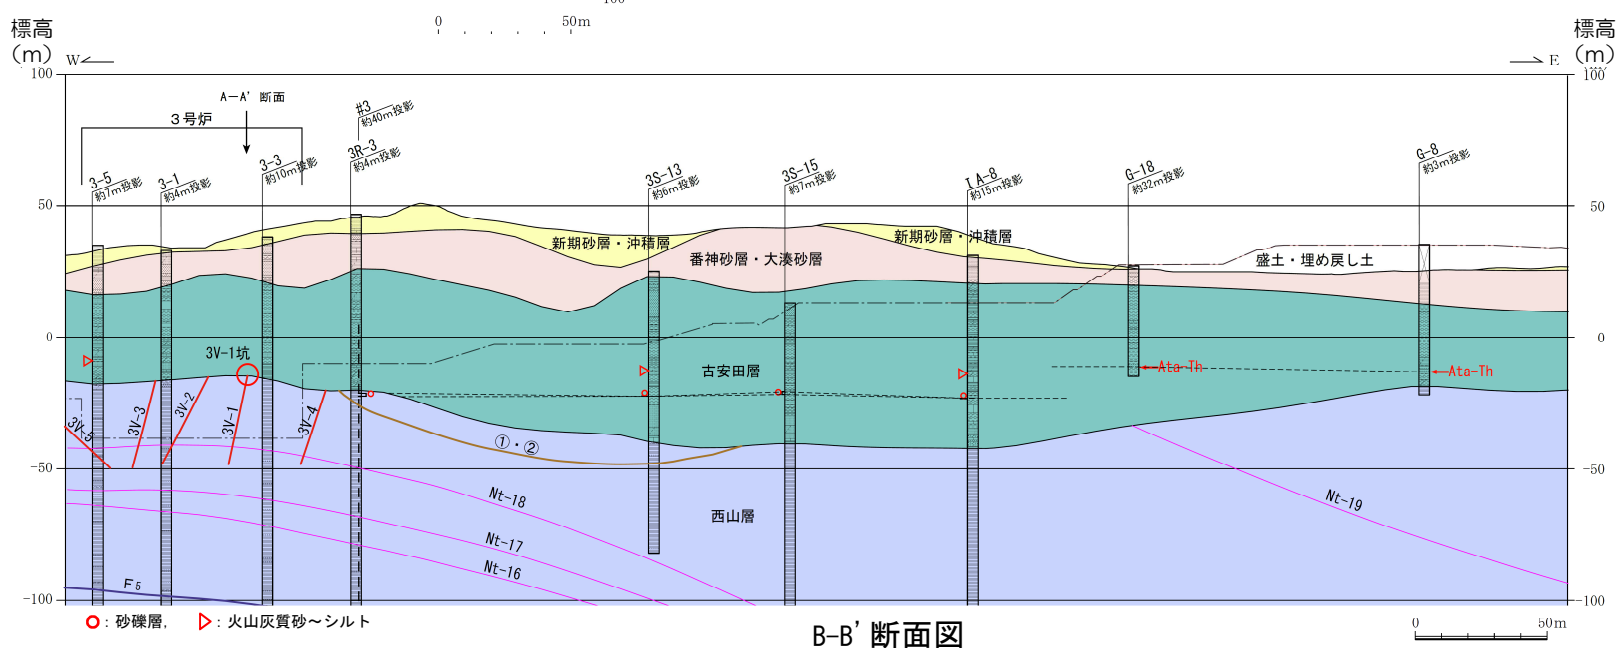 0 50m
標高
(m)
標高
(m)
W
E
100
100
A−A’ 断面
3号炉
#3
約40m投影
3-5
約7m投影
3-1
約4m投影
3-3
約10m投影
3R-3
約4m投影
3S-13
約6m投影
3S-15
約7m投影
IA-8
約15m投影
G-18
約32m投影
G-8
約3m投影
50
50
新期砂層・沖積層
新期砂層・沖積層
番神砂層・大湊砂層
盛土・埋め戻し土
0
0
3V-1坑
古安田層
Ata-Th
Ata-Th
3V-5
3V-3
3V-2
3V-1
3V-4
①・②
-50
-50
Nt-18
Nt-19
西山層
Nt-17
Nt-16
F5
-100
-100
○: 砂礫層, ▷: 火山灰質砂～シルト
B−B’ 断面図
0 50m